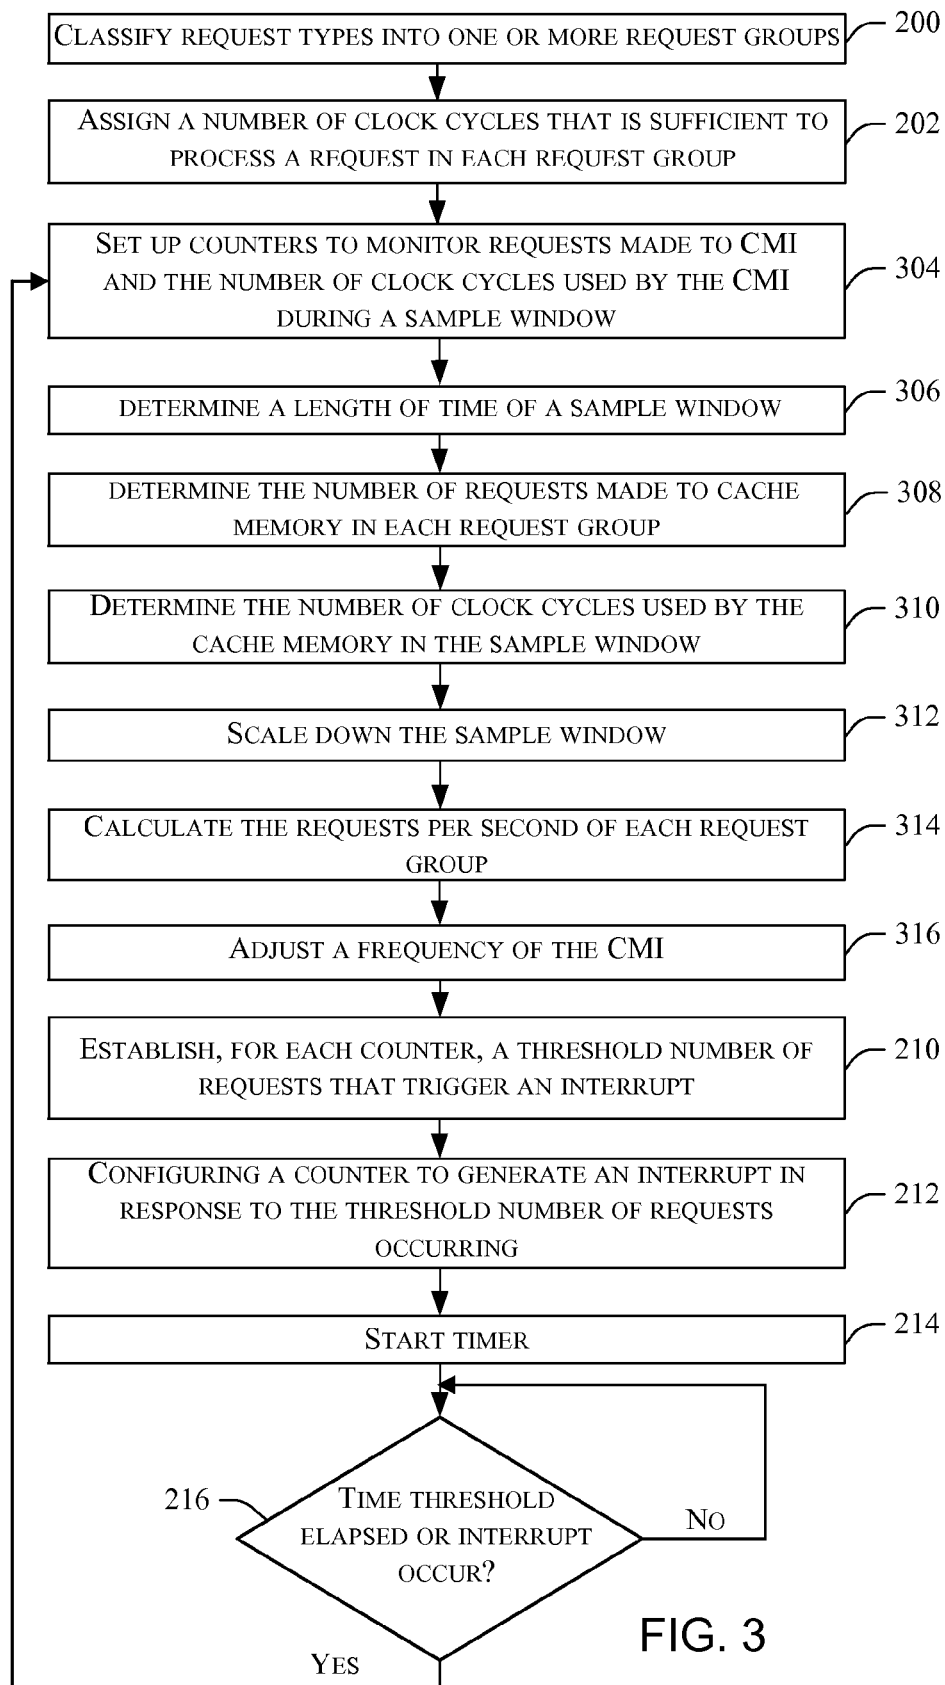 CLASSIFY REQUEST TYPES INTO ONE OR MORE REQUEST GROUPS
200
ASSIGN A NUMBER OF CLOCK CYCLES THAT IS SUFFICIENT TO
PROCESS A REQUEST IN EACH REQUEST GROUP
202
SET UP COUNTERS TO MONITOR REQUESTS MADE TO CMI
AND THE NUMBER OF CLOCK CYCLES USED BY THE CMI
DURING A SAMPLE WINDOW
304
DETERMINE A LENGTH OF TIME OF A SAMPLE WINDOW
306
DETERMINE THE NUMBER OF REQUESTS MADE TO CACHE
MEMORY IN EACH REQUEST GROUP
308
DETERMINE THE NUMBER OF CLOCK CYCLES USED BY THE
CACHE MEMORY IN THE SAMPLE WINDOW
310
SCALE DOWN THE SAMPLE WINDOW
312
CALCULATE THE REQUESTS PER SECOND OF EACH REQUEST
GROUP
314
ADJUST A FREQUENCY OF THE CMI
316
ESTABLISH, FOR EACH COUNTER, A THRESHOLD NUMBER OF
REQUESTS THAT TRIGGER AN INTERRUPT
210
CONFIGURING A COUNTER TO GENERATE AN INTERRUPT IN
RESPONSE TO THE THRESHOLD NUMBER OF REQUESTS
OCCURRING
212
START TIMER
214
216
TIME THRESHOLD
ELAPSED OR INTERRUPT
OCCUR?
NO
YES
FIG. 3